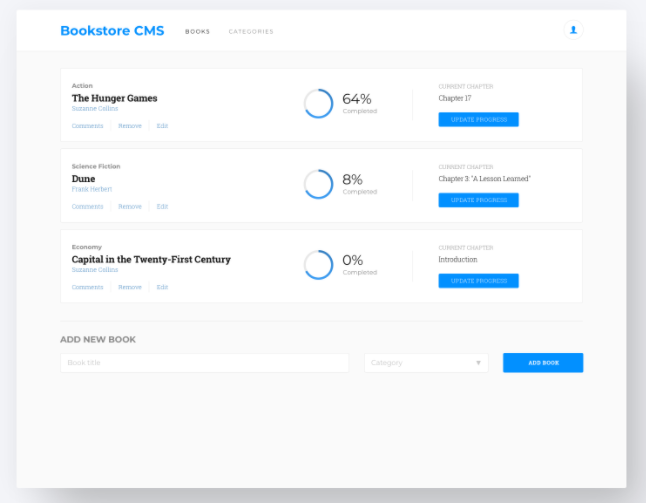 Bookstore CMS BOOKS CATEGORIES
Action
The Hunger Games
Suzanne Collins
Comments Remove Edit
64%
Completed
CURRENT CHAPTER
Chapter 17
UPDATE PROGRESS
Science Fiction
Dune
Frank Herbert
Comments Remove Edit
8%
Completed
CURRENT CHAPTER
Chapter 3: "A Lesson Learned"
UPDATE PROGRESS
Economy
Capital in the Twenty-First Century
Suzanne Collins
Comments Remove Edit
0%
Completed
CURRENT CHAPTER
Introduction
UPDATE PROGRESS
ADD NEW BOOK
Book title Category ADD BOOK